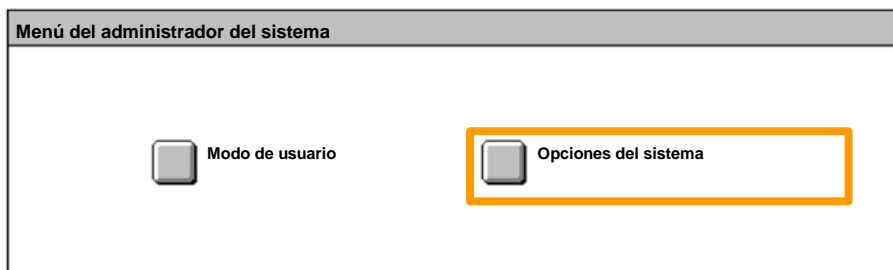 Menú del administrador del sistema
Modo de usuario
Opciones del sistema